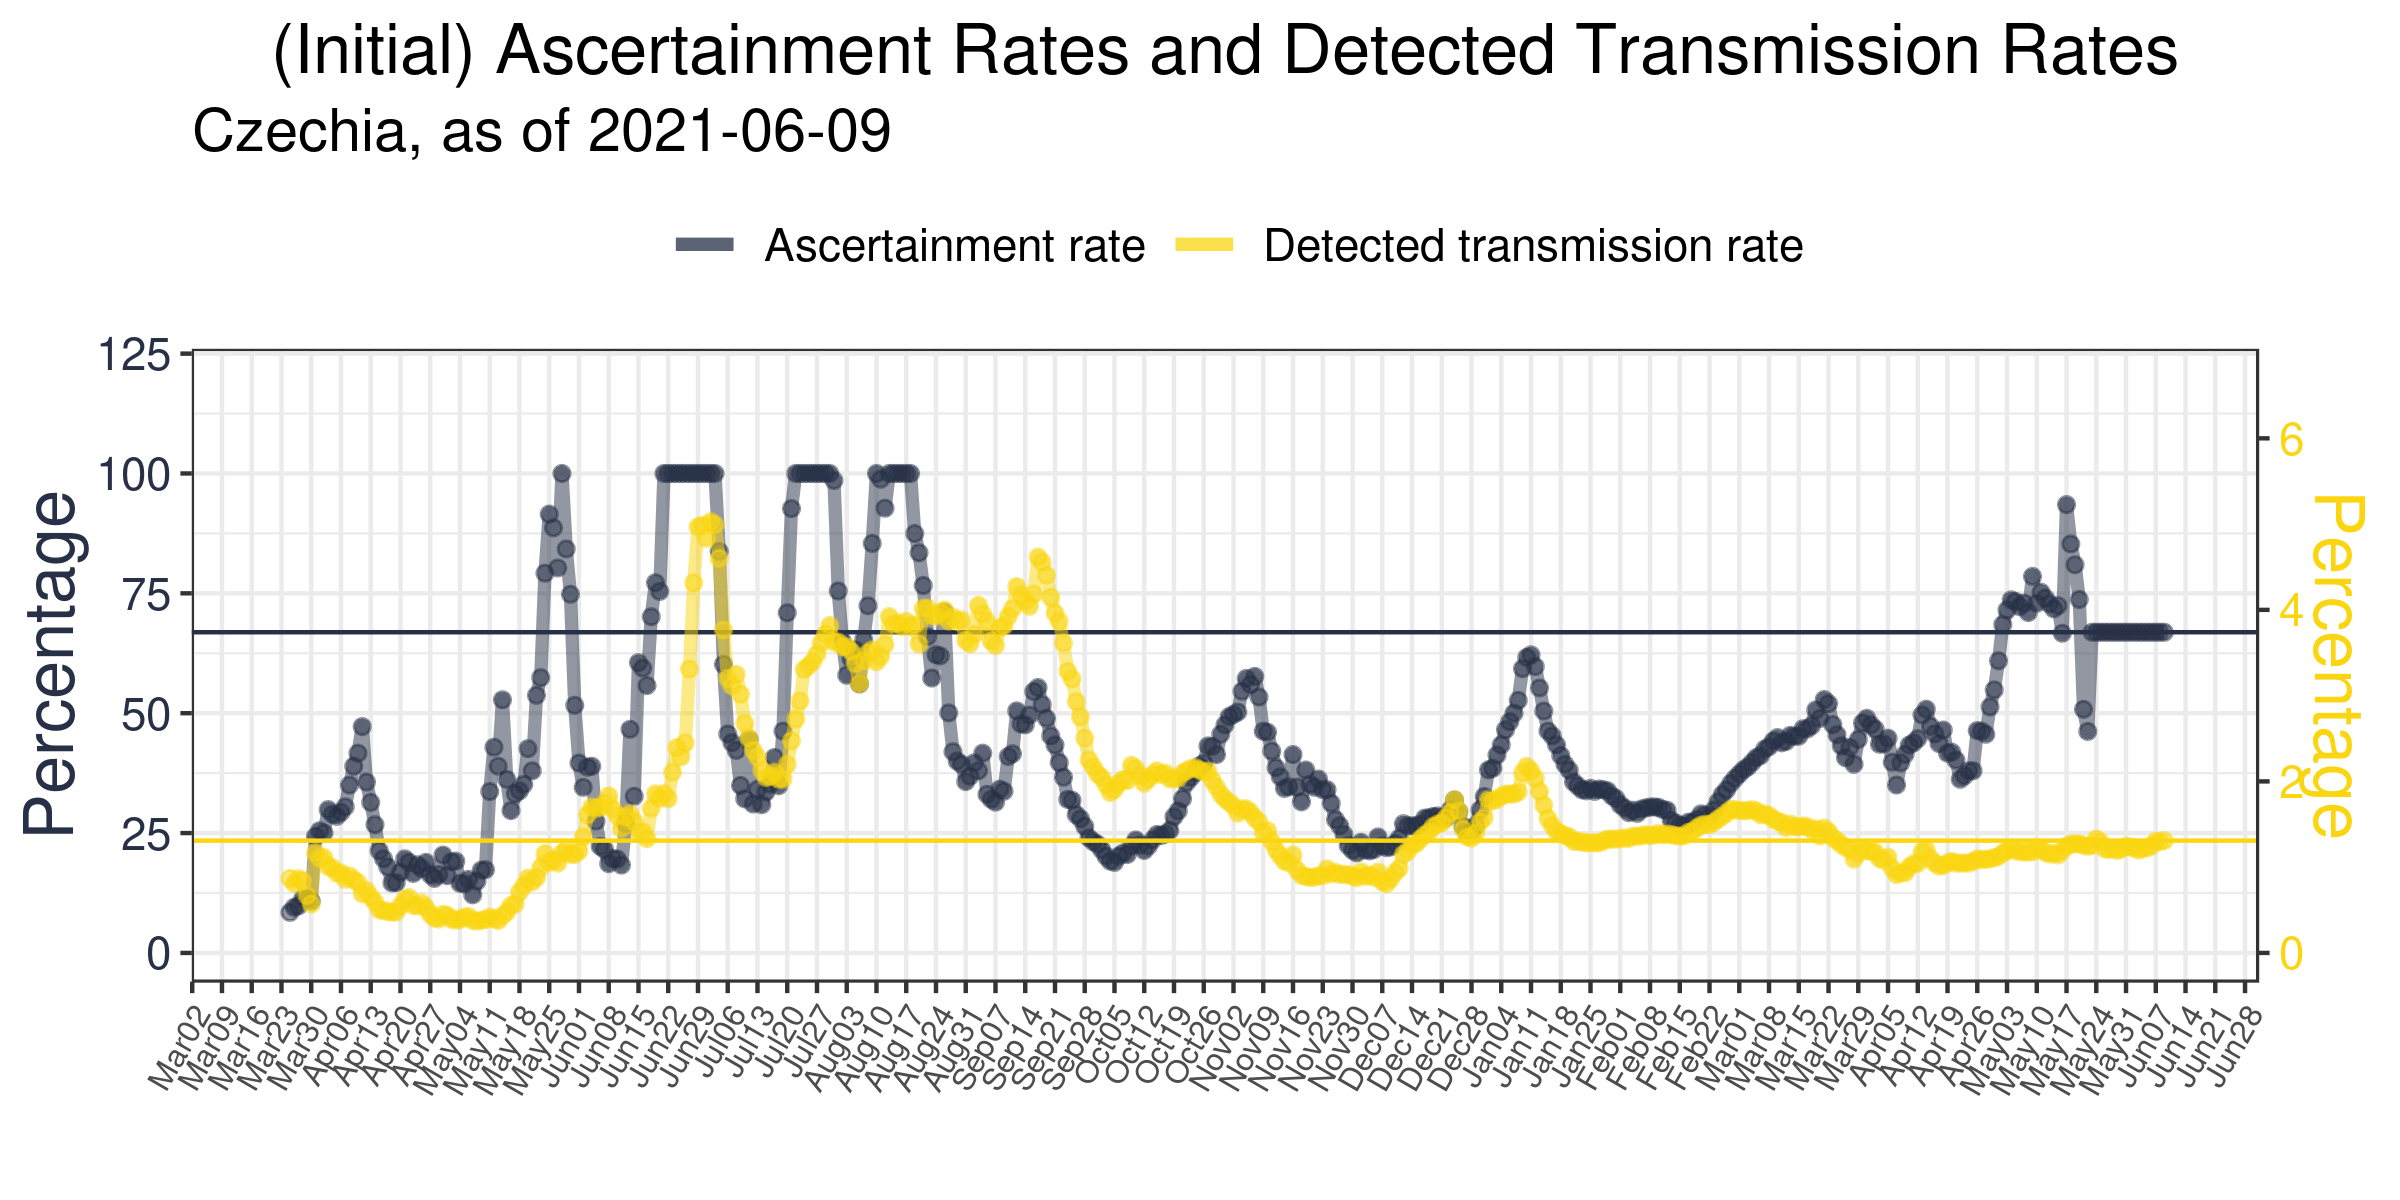 (Initial) Ascertainment Rates and Detected Transmission Rates
Czechia, as of 2021-06-09
Ascertainment rate
Detected transmission rate
Percentage
125
100
75
50
25
0
6
4
2
0
Percentage
Mar02
Mar09
Mar16
Mar23
Mar30
Apr06
Apr13
Apr20
Apr27
May04
May11
May18
May25
Jun01
Jun08
Jun15
Jun22
Jun29
Jul06
Jul13
Jul20
Jul27
Aug03
Aug10
Aug17
Aug24
Aug31
Sep07
Sep14
Sep21
Sep28
Oct05
Oct12
Oct19
Oct26
Nov02
Nov09
Nov16
Nov23
Nov30
Dec07
Dec14
Dec21
Dec28
Jan04
Jan11
Jan18
Jan25
Feb01
Feb08
Feb15
Feb22
Mar01
Mar08
Mar15
Mar22
Mar29
Apr05
Apr12
Apr19
Apr26
May03
May10
May17
May24
May31
Jun07
Jun14
Jun21
Jun28